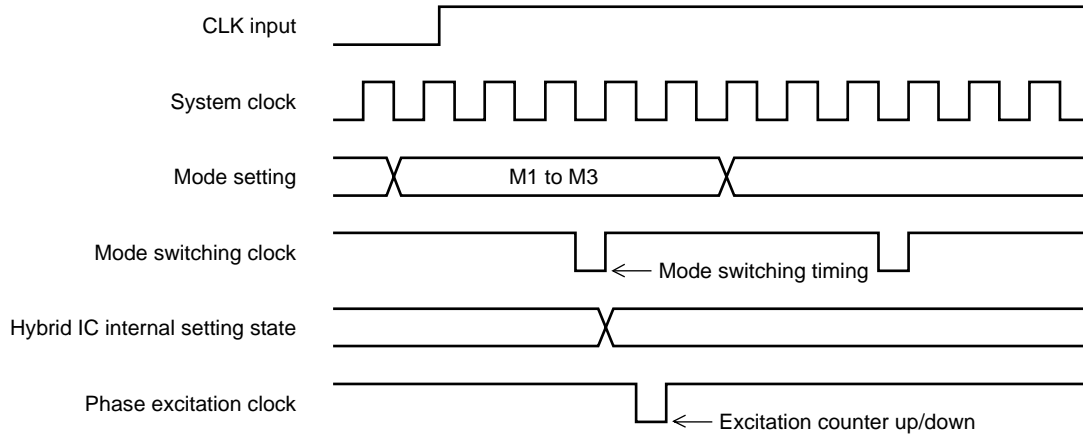 CLK input
System clock
Mode setting
M1 to M3
Mode switching clock
Mode switching timing
Hybrid IC internal setting state
Phase excitation clock
Excitation counter up/down